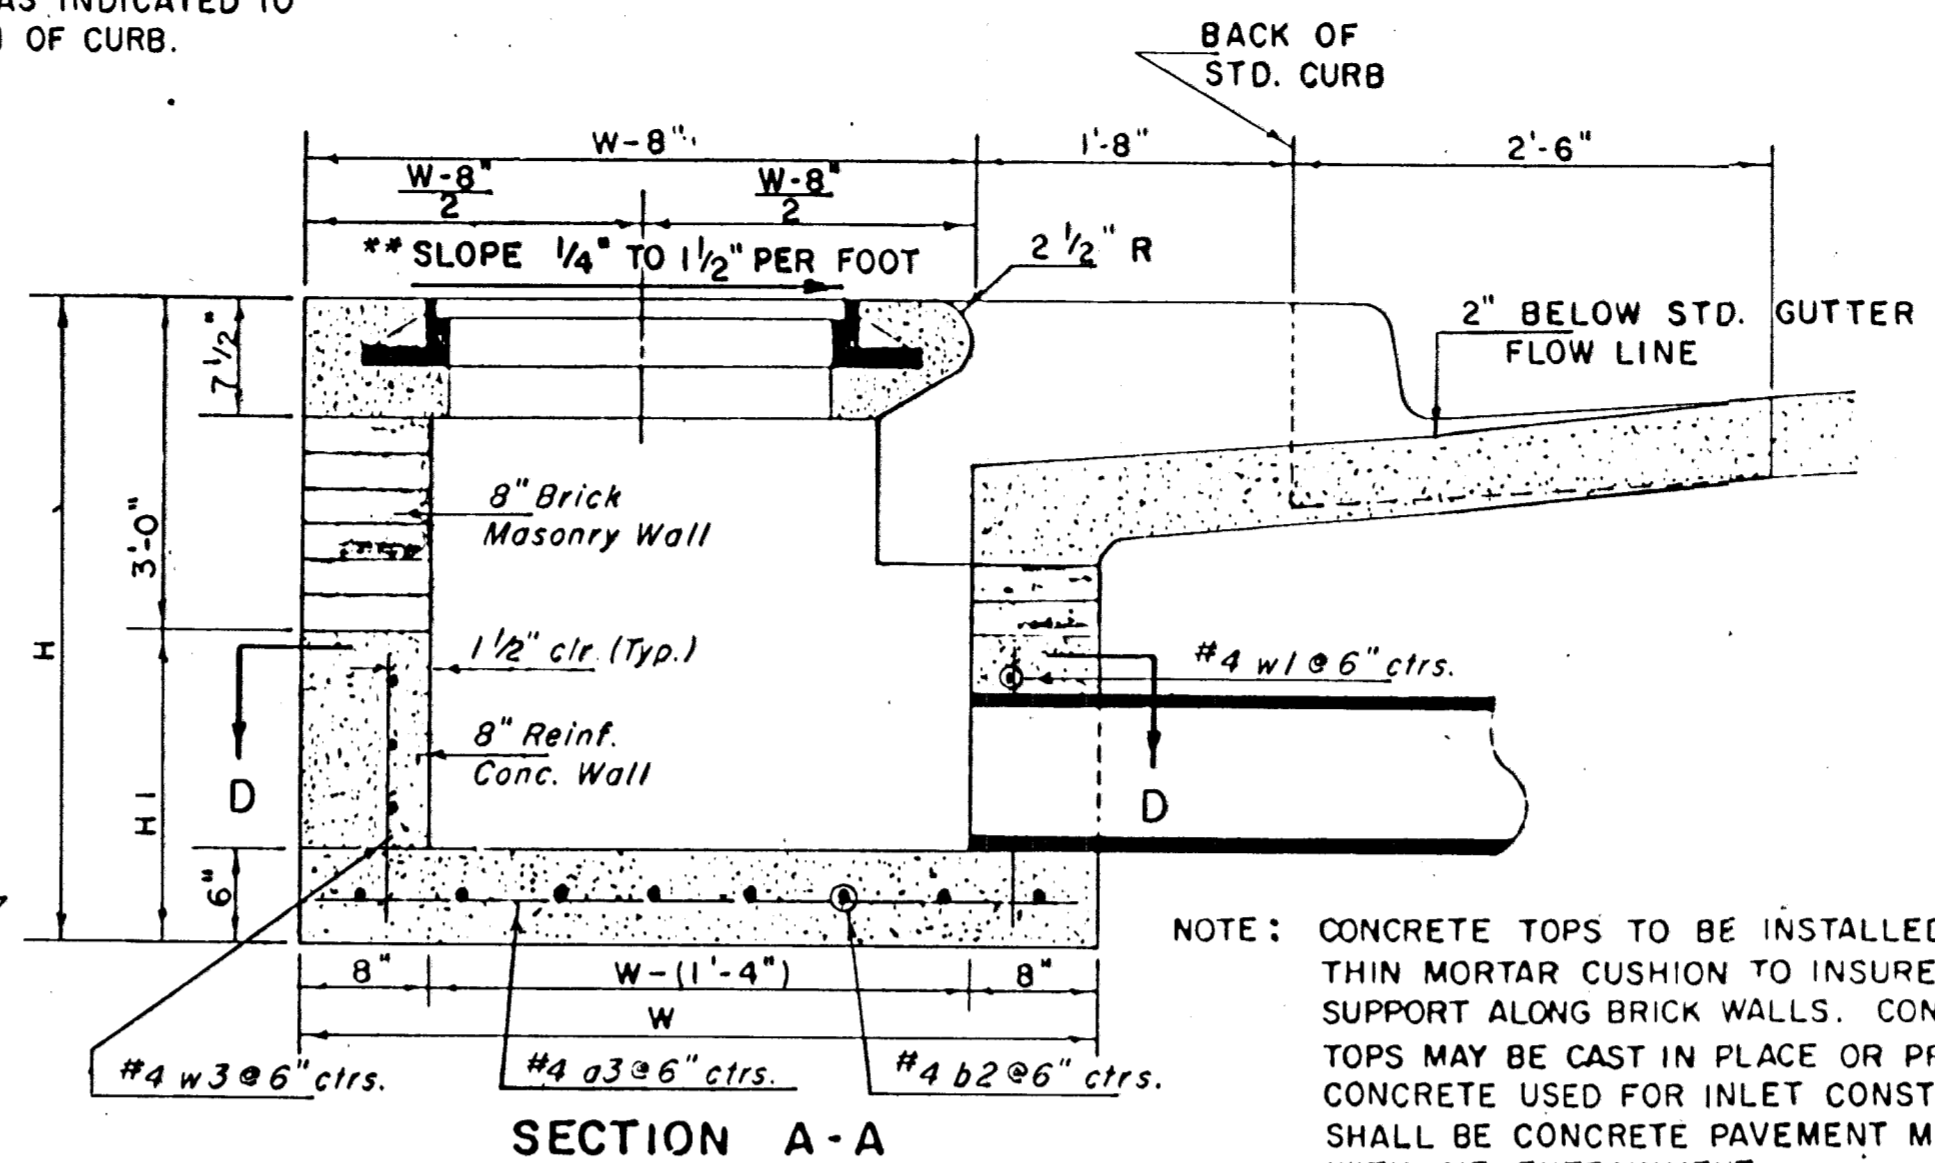 AS INDICATED TO
OF CURB.
BACK OF
STD. CURB
W-8"
1'-8"
2'-6"
W-8"
2
W-8"
2
** SLOPE 1/4" TO 1 1/2" PER FOOT
2 1/2" R
7 1/2"
2" BELOW STD. GUTTER
FLOW LINE
8" Brick
Masonry Wall
3'-0"
H
1 1/2" clr. (Typ.)
#4 w1 @ 6" ctrs.
8" Reinf.
Conc. Wall
D
D
H1
6"
8"
W-(1'-4")
8"
W
#4 w3 @ 6" ctrs.
#4 a3 @ 6" ctrs.
#4 b2 @ 6" ctrs.
SECTION A-A
NOTE: CONCRETE TOPS TO BE INSTALLED
THIN MORTAR CUSHION TO INSURE
SUPPORT ALONG BRICK WALLS. CON
TOPS MAY BE CAST IN PLACE OR PR
CONCRETE USED FOR INLET CONST
SHALL BE CONCRETE PAVEMENT M